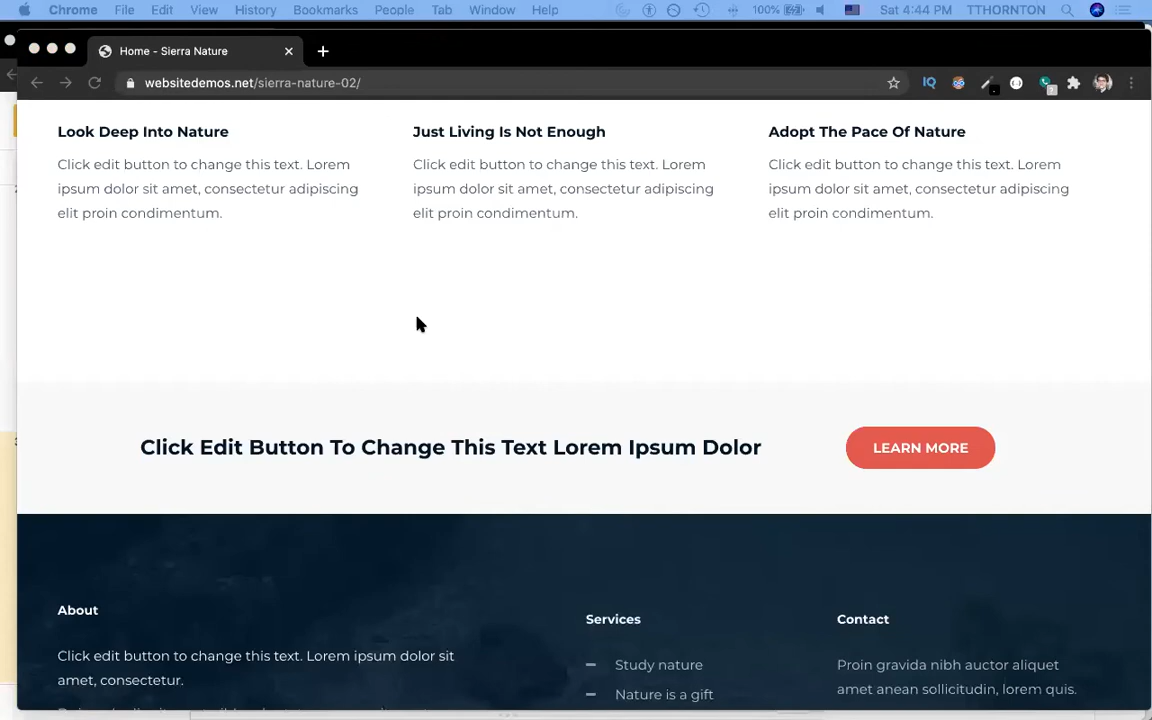 Chrome File Edit View History Bookmarks People Tab Window Help 100% Sat 4:44 PM TTHORNTON
Home - Sierra Nature
websitedemos.net/sierra-nature-02/
Look Deep Into Nature
Click edit button to change this text. Lorem
ipsum dolor sit amet, consectetur adipiscing
elit proin condimentum.
Just Living Is Not Enough
Click edit button to change this text. Lorem
ipsum dolor sit amet, consectetur adipiscing
elit proin condimentum.
Adopt The Pace Of Nature
Click edit button to change this text. Lorem
ipsum dolor sit amet, consectetur adipiscing
elit proin condimentum.
Click Edit Button To Change This Text Lorem Ipsum Dolor
LEARN MORE
About
Click edit button to change this text. Lorem ipsum dolor sit
amet, consectetur.
Services
Study nature
Nature is a gift
Contact
Proin gravida nibh auctor aliquet
amet anean sollicitudin, lorem quis.